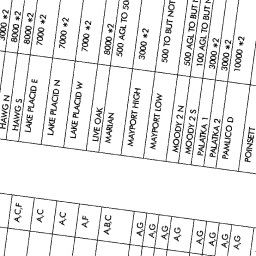 3000 *2
HAWG N
8000 *2
HAWG S
8000 *2
LAKE PLACID E
A,C,F
7000 *2
LAKE PLACID N
A,C
7000 *2
LAKE PLACID W
A,C
7000 *2
LIVE OAK
A,F
8000 *2
MARIAN
A,B,C
500 AGL TO
MAYPORT HIGH
A,G
3000 *2
MAYPORT LOW
A,G
500 TO BUT NOT
MOODY 2 N
A,G
MOODY 2 S
A,G
500 AGL TO BUT
PALATKA 1
A,G
100 AGL TO BUT
PALATKA 2
A,G
3000 *2
PAMLICO D
A,G
3000 *2
POINSETT
A,G
10000 *2